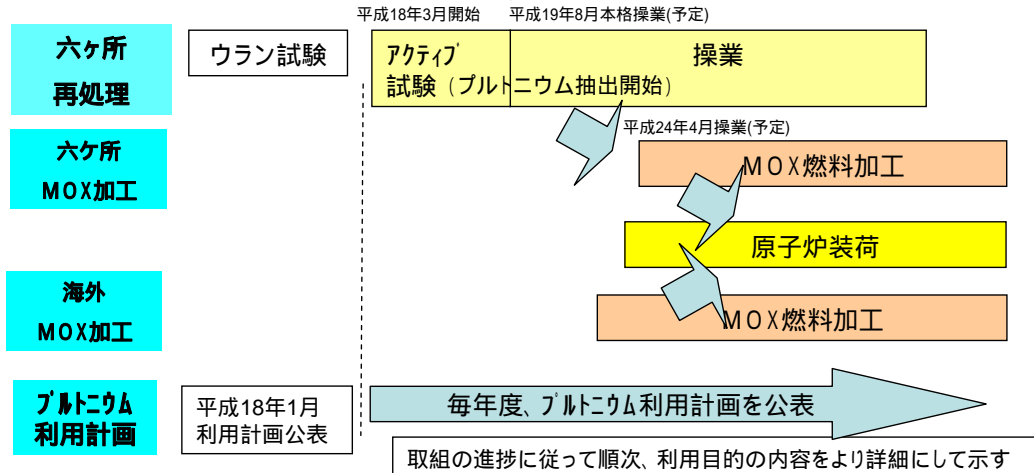 平成18年3月開始
平成19年8月本格操業(予定)
六ヶ所
再処理
ウラン試験
アクティブ
試験（プルトニウム抽出開始）
操業
平成24年4月操業(予定)
六ケ所
MOX加工
MOX燃料加工
原子炉装荷
海外
MOX加工
MOX燃料加工
プルトニウム
利用計画
平成18年1月
利用計画公表
毎年度、プルトニウム利用計画を公表
取組の進捗に従って順次、利用目的の内容をより詳細にして示す